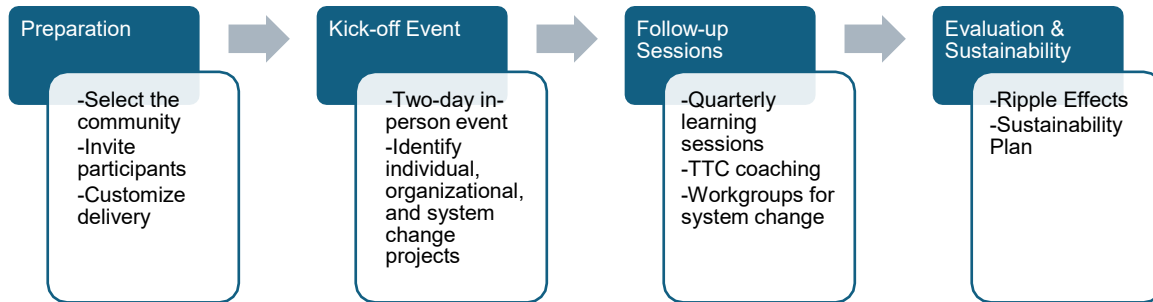 Preparation
-Select the
community
-Invite
participants
-Customize
delivery
Kick-off Event
-Two-day in-
person event
-Identify
individual,
organizational,
and system
change
projects
Follow-up
Sessions
-Quarterly
learning
sessions
-TTC coaching
-Workgroups for
system change
Evaluation &
Sustainability
-Ripple Effects
-Sustainability
Plan